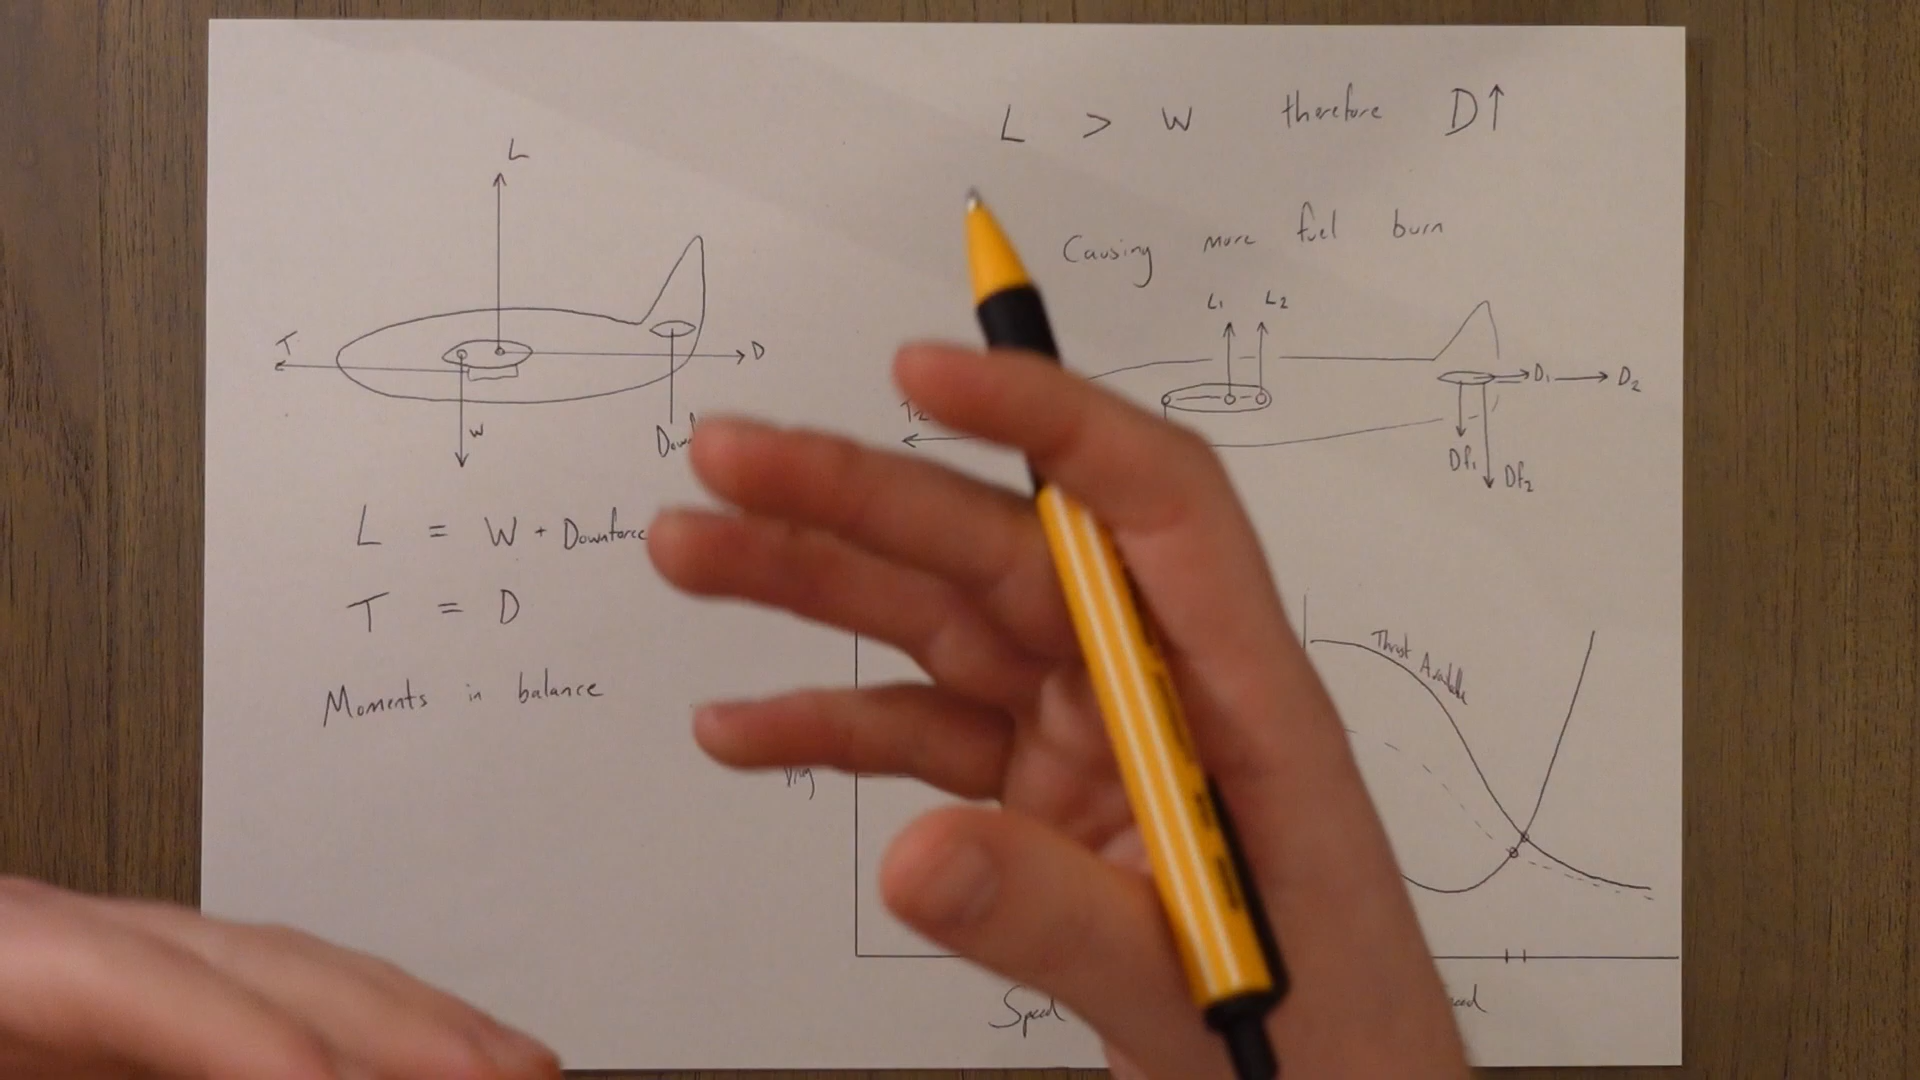 L > W therefore D↑
Causing more fuel burn
L
T
D
W
L₁ L₂
D₁ D₂
Df₁ Df₂
L = W + Downforce
T = D
Moments in balance
Thrust Available
Speed